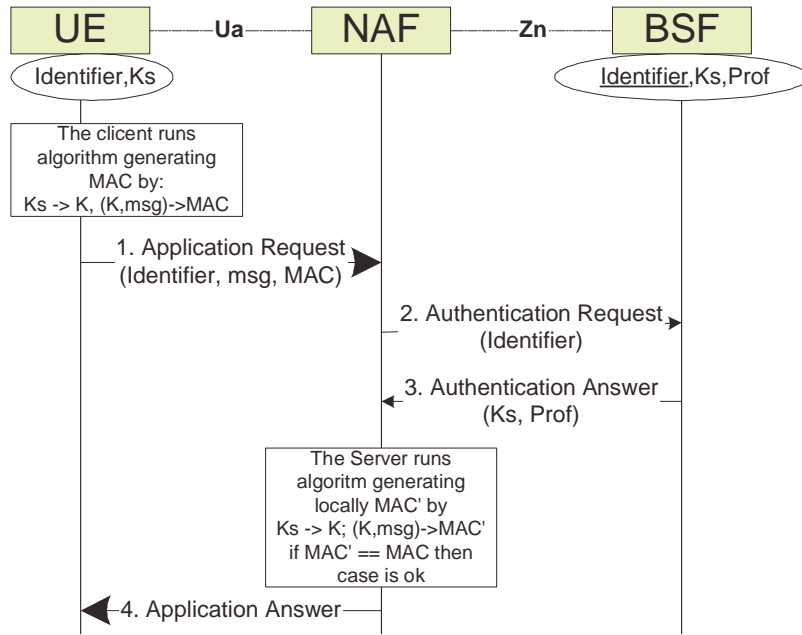 UE
Ua
NAF
Zn
BSF
Identifier,Ks
Identifier,Ks,Prof
The clicent runs
algorithm generating
MAC by:
Ks -> K, (K,msg)->MAC
1. Application Request
(Identifier, msg, MAC)
2. Authentication Request
(Identifier)
3. Authentication Answer
(Ks, Prof)
The Server runs
algoritm generating
locally MAC' by
Ks -> K; (K,msg)->MAC'
if MAC' == MAC then
case is ok
4. Application Answer